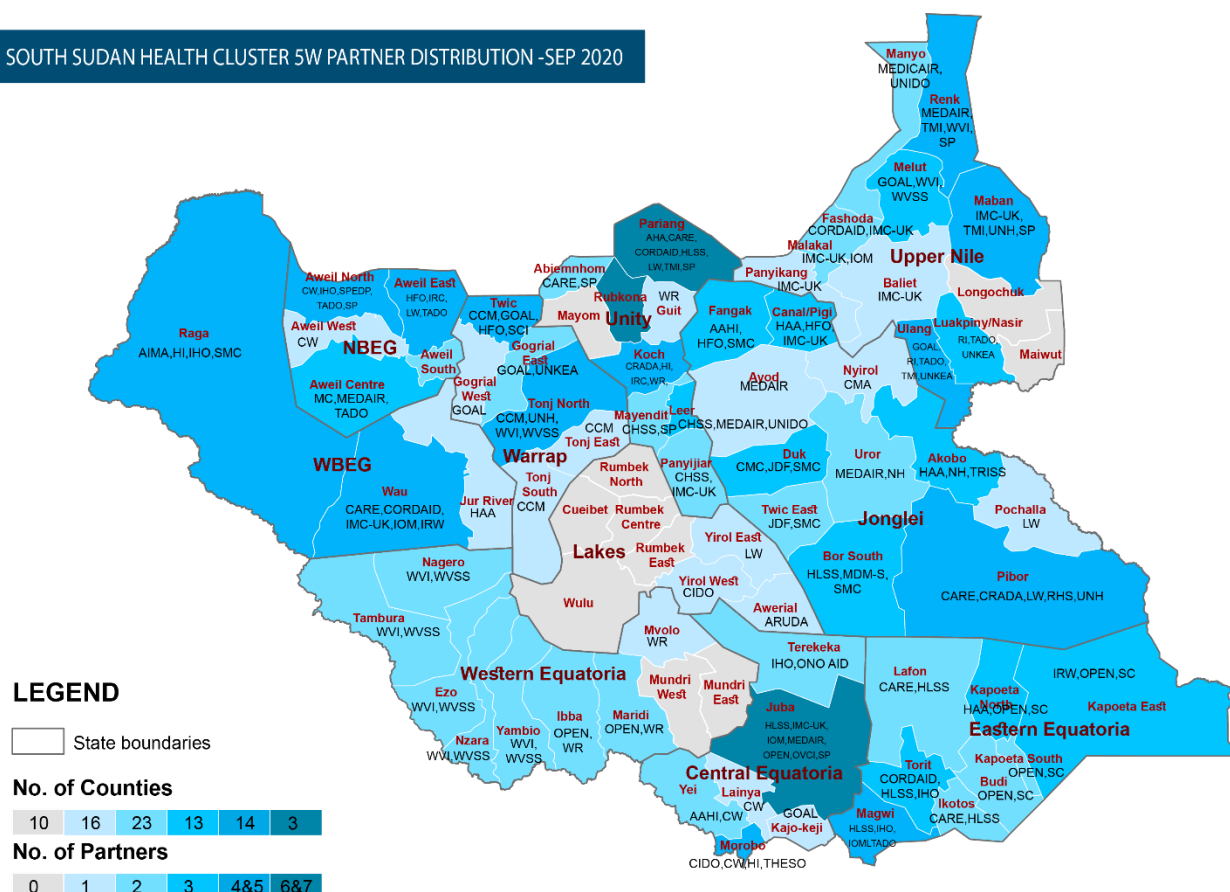 SOUTH SUDAN HEALTH CLUSTER 5W PARTNER DISTRIBUTION -SEP 2020
Manyo
MEDICAIR,
UNIDO
Renk
MEDAIR,
TMI,WVI,
SP
Melut
GOAL,WVI,
WVSS
Maban
IMC-UK,
TMI,UNH,SP
Fashoda
CORDAID,IMC-UK
Malakal
IMC-UK,IOM
Upper Nile
Panyikang
IMC-UK
Baliet
IMC-UK
Longochuk
Luakpiny/Nasir
RI,TADO,
UNKEA
Maiwut
Ulang
GOAL,
RI,TADO,
TMI,UNKEA
Pariang
AHA,CARE,
CORDAID,HLSS,
LW,TMI,SP
Abiemnhom
CARE,SP
Rubkona
Mayom
Unity
WR
Guit
Koch
CRADA,HI,
IRC,WR,
Mayendit
CHSS,SP
Leer
CHSS,MEDAIR,UNIDO
Panyijiar
CHSS,
IMC-UK
Aweil North
CW,IHO,SPEDP,
TADO,SP
Aweil East
HFO,IRC,
LW,TADO
Aweil West
CW
NBEG
Aweil
South
Aweil Centre
MC,MEDAIR,
TADO
Raga
AIMA,HI,IHO,SMC
WBEG
Wau
CARE,CORDAID,
IMC-UK,IOM,IRW
Jur River
HAA
Twic
CCM,GOAL,
HFO,SCI
Gogrial
East
GOAL,UNKEA
Gogrial
West
GOAL
Tonj North
CCM,UNH,
WVI,WVSS
CCM
Tonj East
Warrap
Tonj
South
CCM
Fangak
AAHI,
HFO,SMC
Canal/Pigi
HAA,HFO,
IMC-UK
Ayod
MEDAIR
Nyirol
CMA
Duk
CMC,JDF,SMC
Uror
MEDAIR,NH
Akobo
HAA,NH,TRISS
Pochalla
LW
Twic East
JDF,SMC
Jonglei
Bor South
HLSS,MDM-S,
SMC
Pibor
CARE,CRADA,LW,RHS,UNH
Rumbek
North
Cueibet
Rumbek
Centre
Lakes
Rumbek
East
Wulu
Yirol East
LW
Yirol West
CIDO
Awerial
ARUDA
Nagero
WVI,WVSS
Tambura
WVI,WVSS
Western Equatoria
Ezo
WVI,WVSS
Nzara
WVI,WVSS
Yambio
WVI,
WVSS
Ibba
OPEN,
WR
Maridi
OPEN,WR
Mvolo
WR
Mundri
West
Mundri
East
Terekeka
IHO,ONO AID
Juba
HLSS,IMC-UK,
IOM,MEDAIR,
OPEN,OVCI,SP
Central Equatoria
Yei
AAHI,CW
Lainya
CW
GOAL
Kajo-keji
Morobo
CIDO,CW,HI,THESO
Lafon
CARE,HLSS
Kapoeta
North
HAA,OPEN,SC
IRW,OPEN,SC
Kapoeta East
Eastern Equatoria
Kapoeta South
OPEN,SC
Budi
OPEN,SC
Torit
CORDAID,
HLSS,IHO
Ikotos
CARE,HLSS
Magwi
HLSS,IHO,
IOMI,TADO
LEGEND
State boundaries
No. of Counties
10 16 23 13 14 3
No. of Partners
0 1 2 3 4&5 6&7